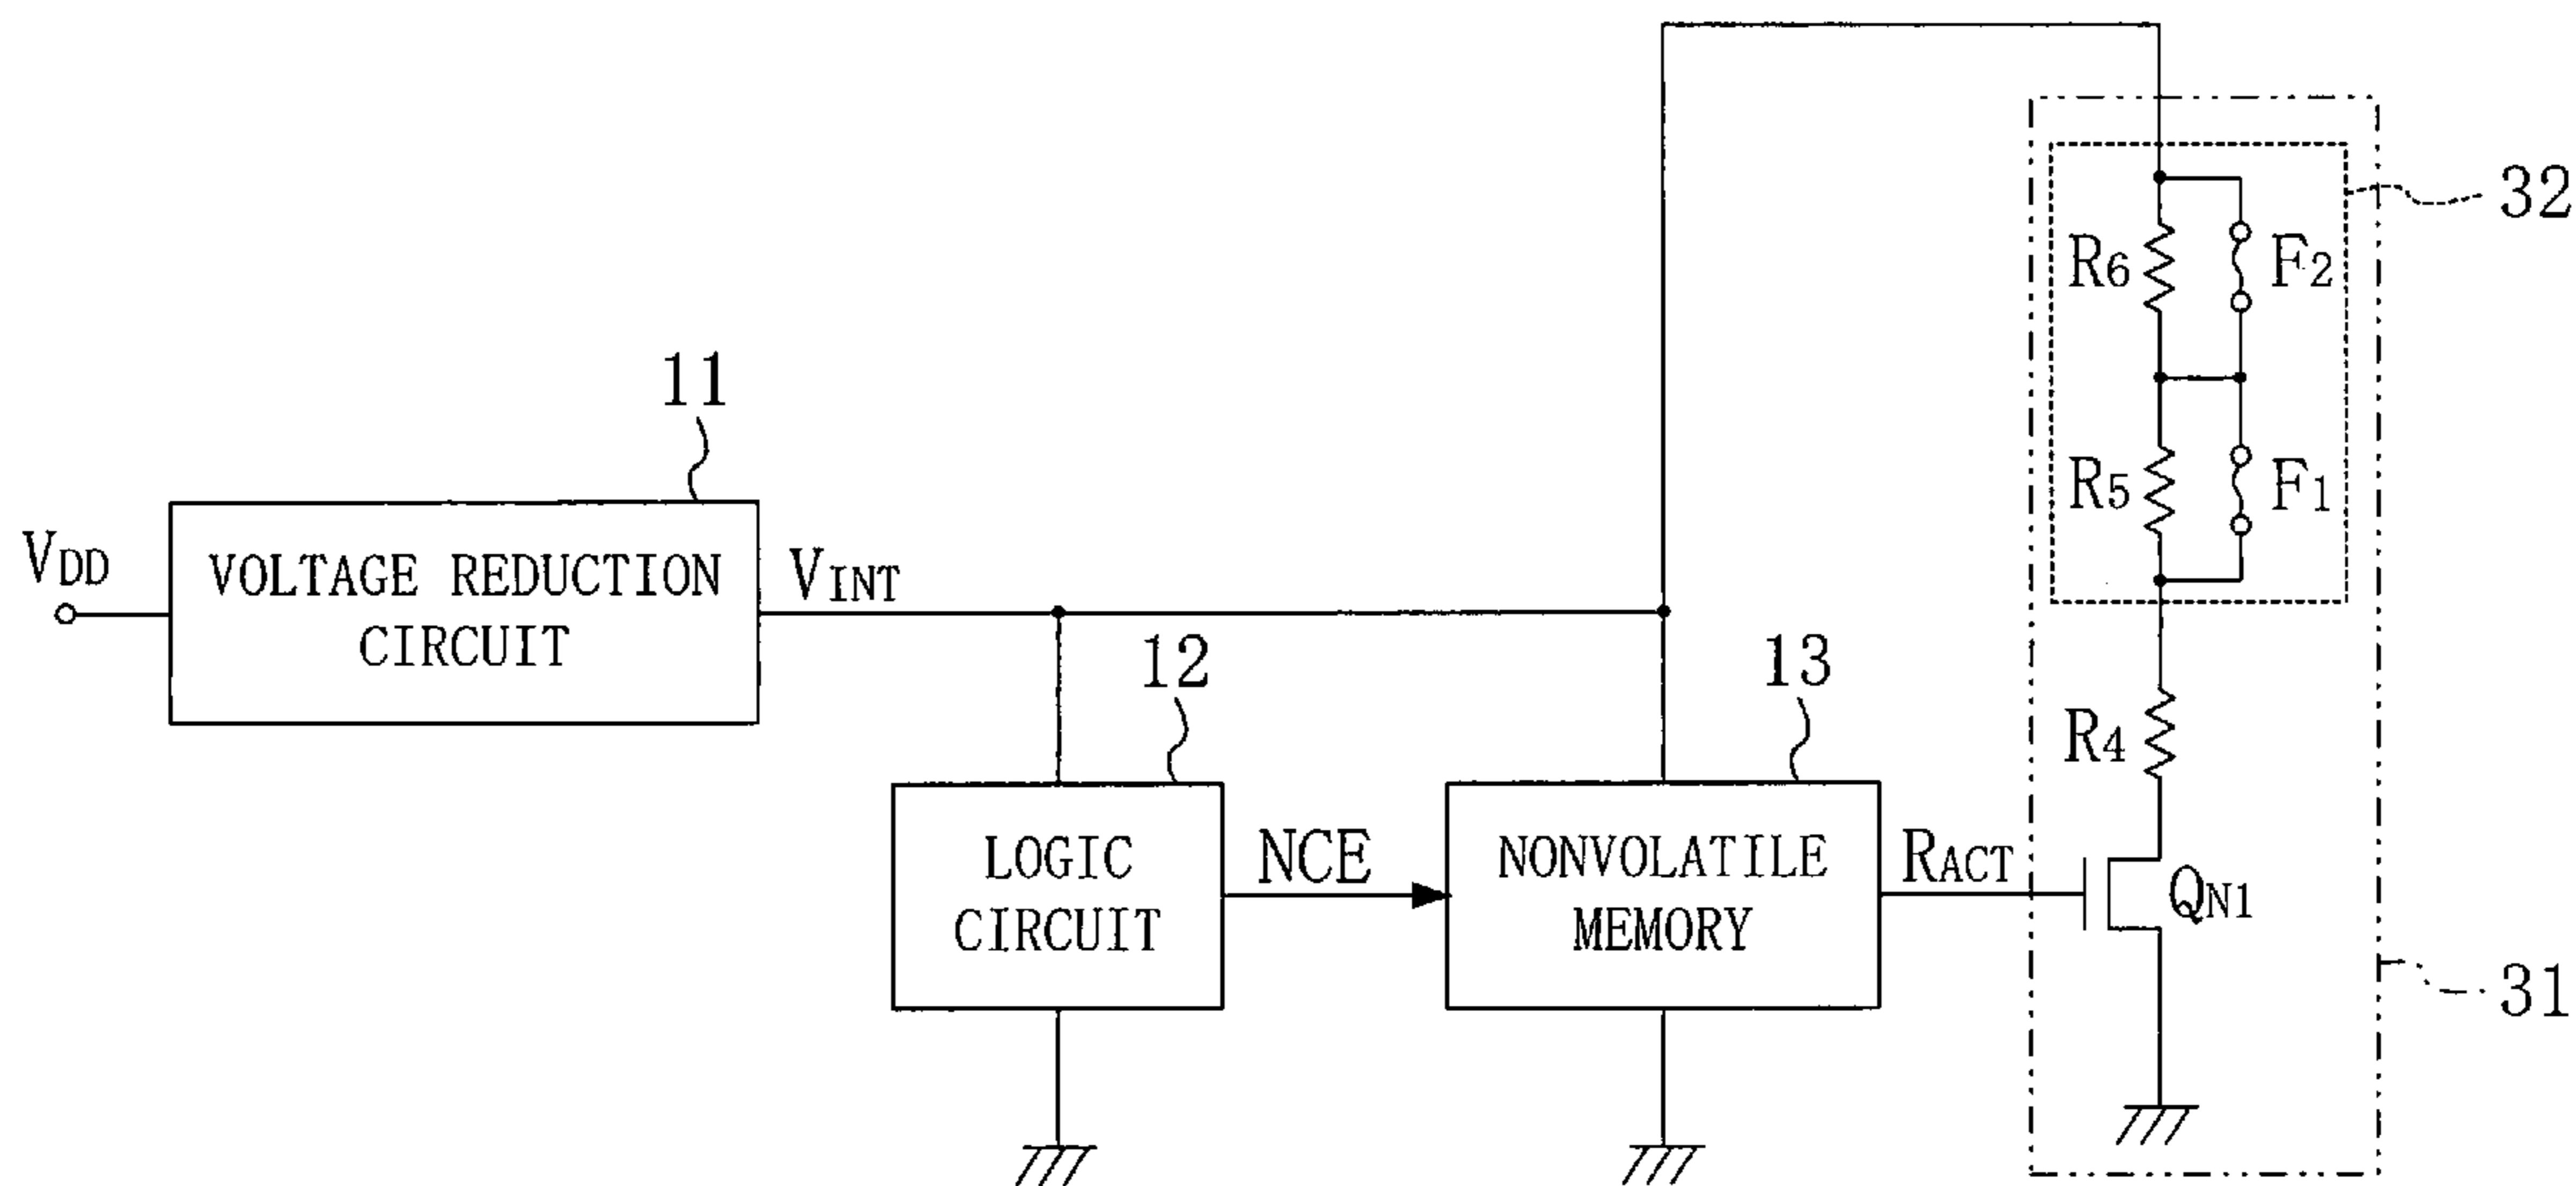 32
R6
F2
11
R5
F1
VDD
VOLTAGE REDUCTION
CIRCUIT
VINT
12
13
R4
LOGIC
CIRCUIT
NCE
NONVOLATILE
MEMORY
RACT
QN1
31